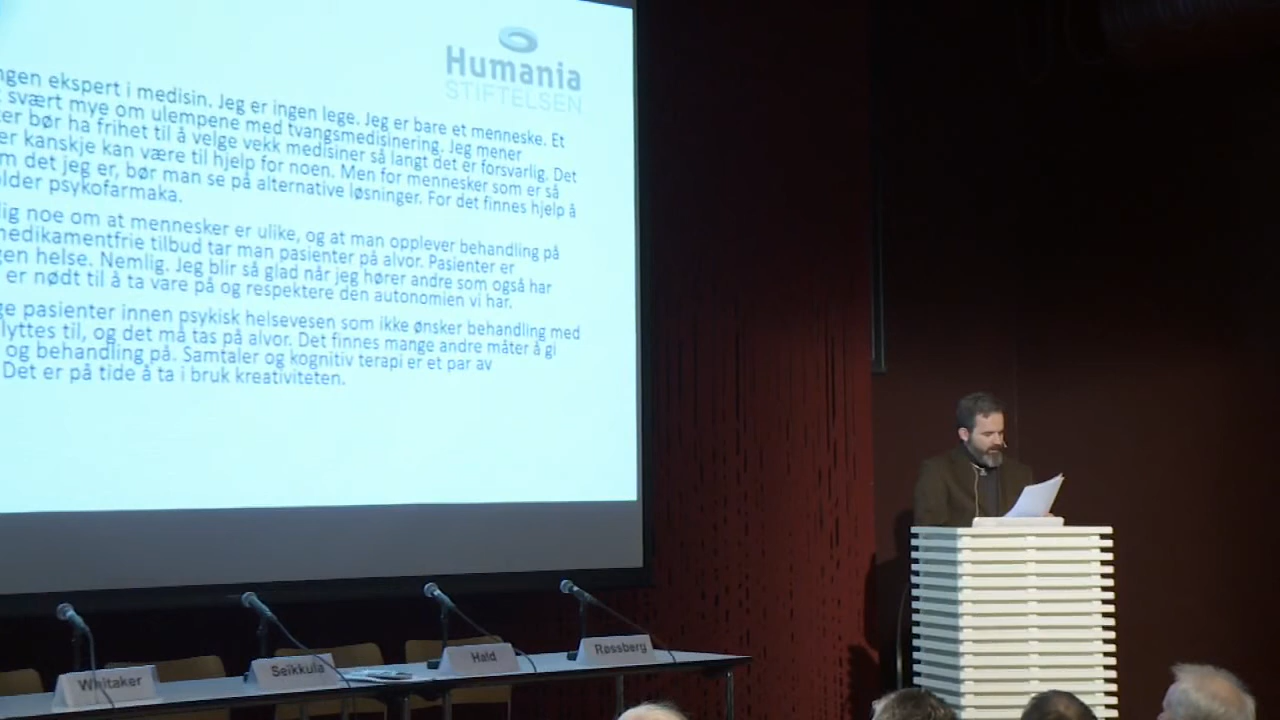 Humania
STIFTELSEN
ngen ekspert i medisin. Jeg er ingen lege. Jeg er bare et menneske. Et
svært mye om ulempene med tvangsmedisinering. Jeg mener
ter bør ha frihet til å velge vekk medisiner så langt det er forsvarlig. Det
er kanskje kan være til hjelp for noen. Men for mennesker som er så
m det jeg er, bør man se på alternative løsninger. For det finnes hjelp å
older psykofarmaka.
lig noe om at mennesker er ulike, og at man opplever behandling på
medikamentfrie tilbud tar man pasienter på alvor. Pasienter er
gen helse. Nemlig. Jeg blir så glad når jeg hører andre som også har
er nødt til å ta vare på og respektere den autonomien vi har.
ge pasienter innen psykisk helsevesen som ikke ønsker behandling med
lyttes til, og det må tas på alvor. Det finnes mange andre måter å gi
og behandling på. Samtaler og kognitiv terapi er et par av
Det er på tide å ta i bruk kreativiteten.
Whitaker
Seikkula
Hald
Røssberg